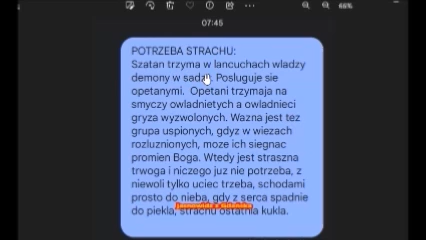 66%
07:45
POTRZEBA STRACHU:
Szatan trzyma w lancuchach wladzy
demony w sadzy. Posluguje sie
opetanymi. Opetani trzymaja na
smyczy owladnietych a owladnieci
gryza wyzwolonych. Wazna jest tez
grupa uspionych, gdyz w wiezach
rozluznionych, moze ich siegnac
promien Boga. Wtedy jest straszna
trwoga i niczego juz nie potrzeba, z
niewoli tylko uciec trzeba, schodami
prosto do nieba, gdy z serca spadnie
do piekla, strachu ostatnia kukla.